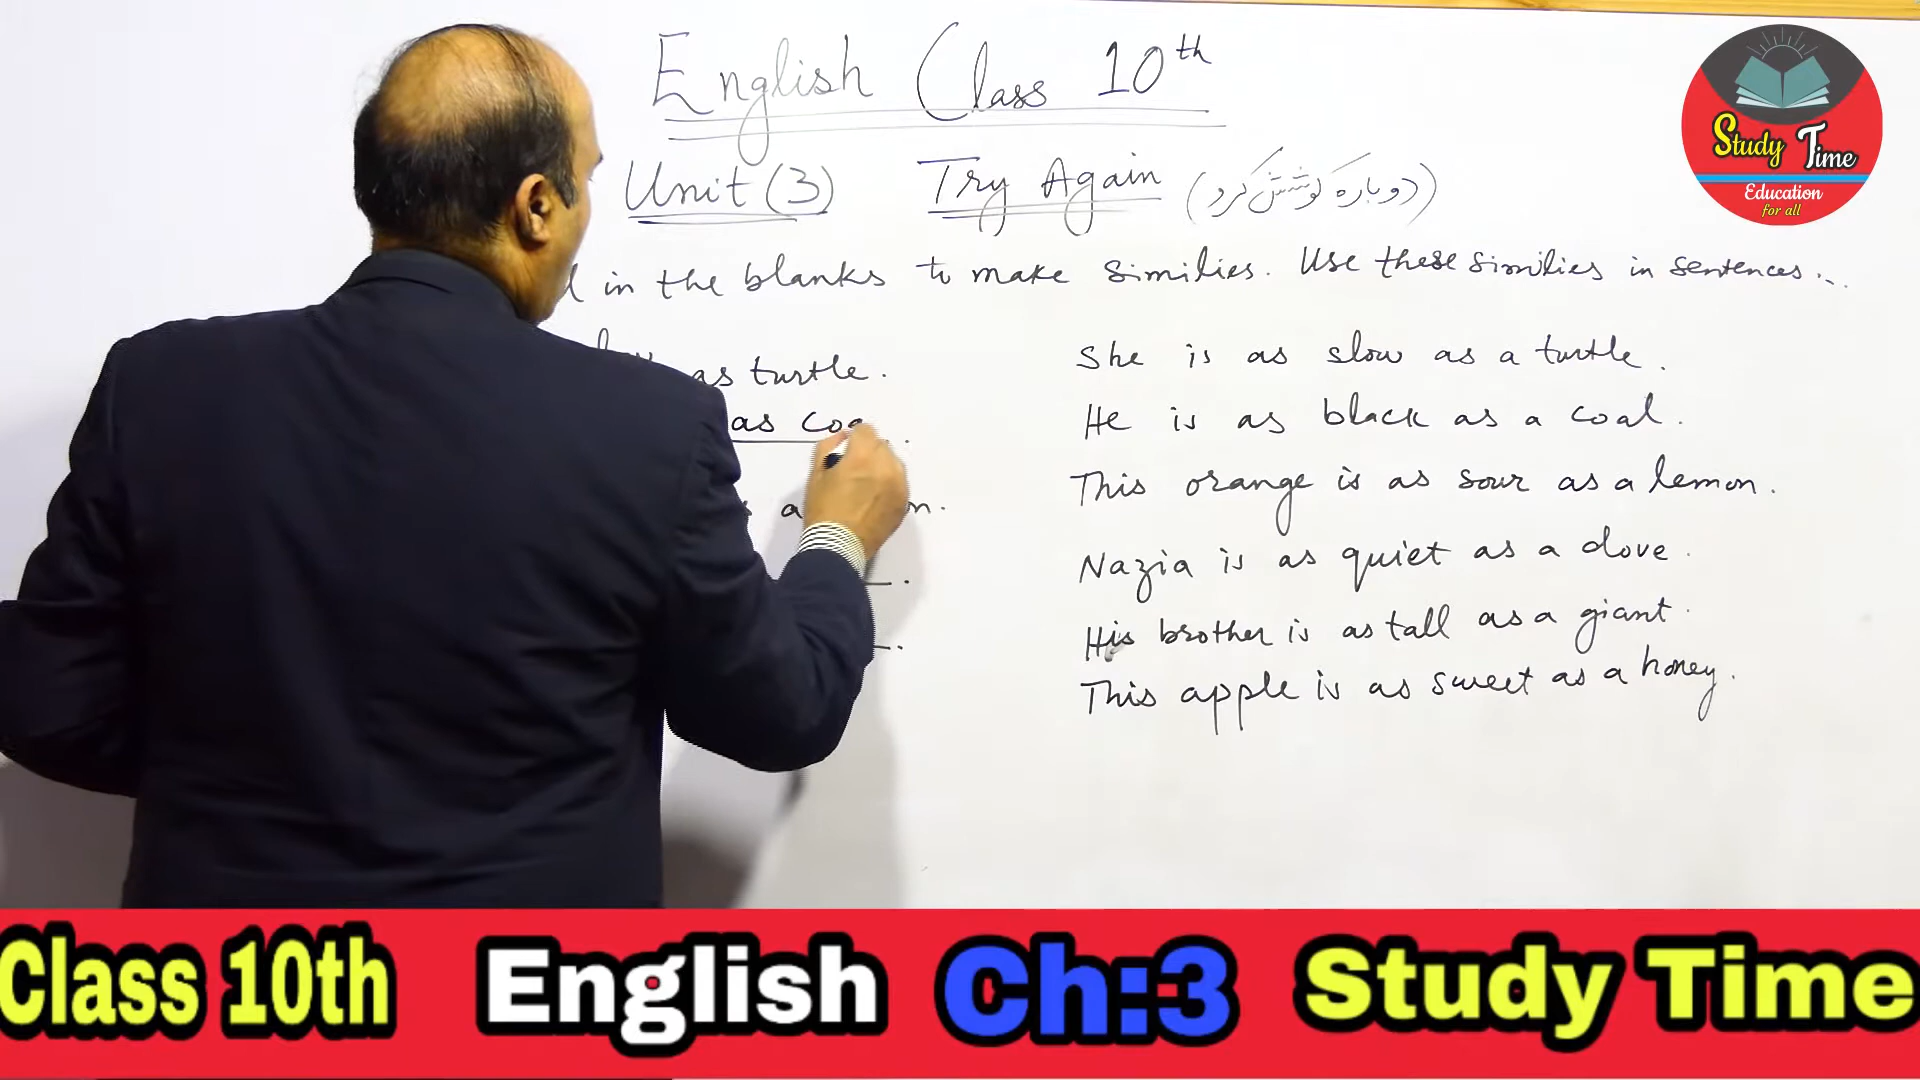 English Class 10th
Unit (3) Try Again (دوباره کوشش کرد)
in the blanks to make Similies. Use these similies in sentences.
as turtle.
as coa
She is as slow as a turtle.
He is as black as a coal.
This orange is as sour as a lemon.
Nazia is as quiet as a dove.
His brother is as tall as a giant.
This apple is as sweet as a honey.
Study Time
Education
for all
Class 10th English Ch:3 Study Time